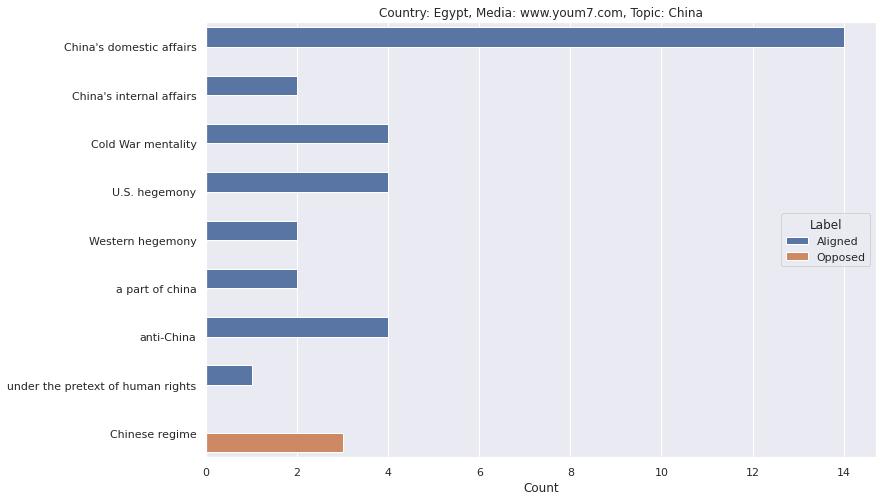 Country: Egypt, Media: www.youm7.com, Topic: China
China's domestic affairs
China's internal affairs
Cold War mentality
U.S. hegemony
Western hegemony
a part of china
anti-China
under the pretext of human rights
Chinese regime
Label
Aligned
Opposed
0 2 4 6 8 10 12 14
Count